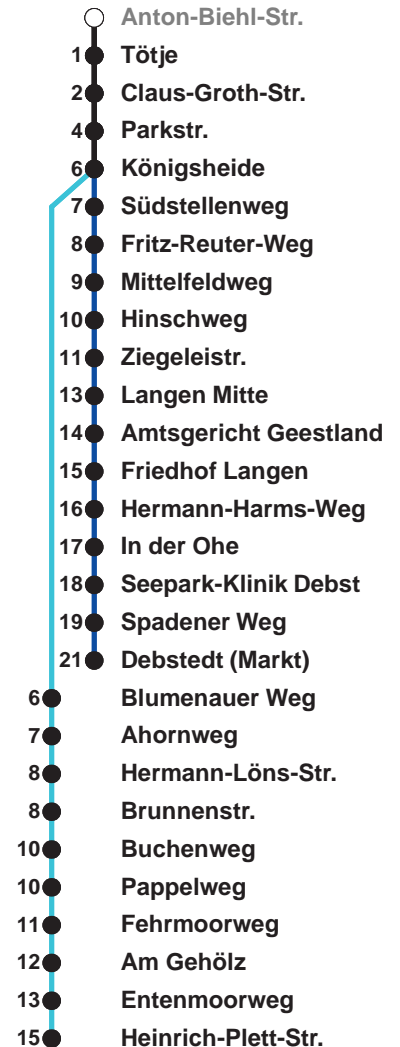 Anton-Biehl-Str.
1 Tötje
2 Claus-Groth-Str.
4 Parkstr.
6 Königsheide
7 Südstellenweg
8 Fritz-Reuter-Weg
9 Mittelfeldweg
10 Hinschweg
11 Ziegeleistr.
13 Langen Mitte
14 Amtsgericht Geestland
15 Friedhof Langen
16 Hermann-Harms-Weg
17 In der Ohe
18 Seepark-Klinik Debst
19 Spadener Weg
21 Debstedt (Markt)
6 Blumenauer Weg
7 Ahornweg
8 Hermann-Löns-Str.
8 Brunnenstr.
10 Buchenweg
10 Pappelweg
11 Fehrmoorweg
12 Am Gehölz
13 Entenmoorweg
15 Heinrich-Plett-Str.